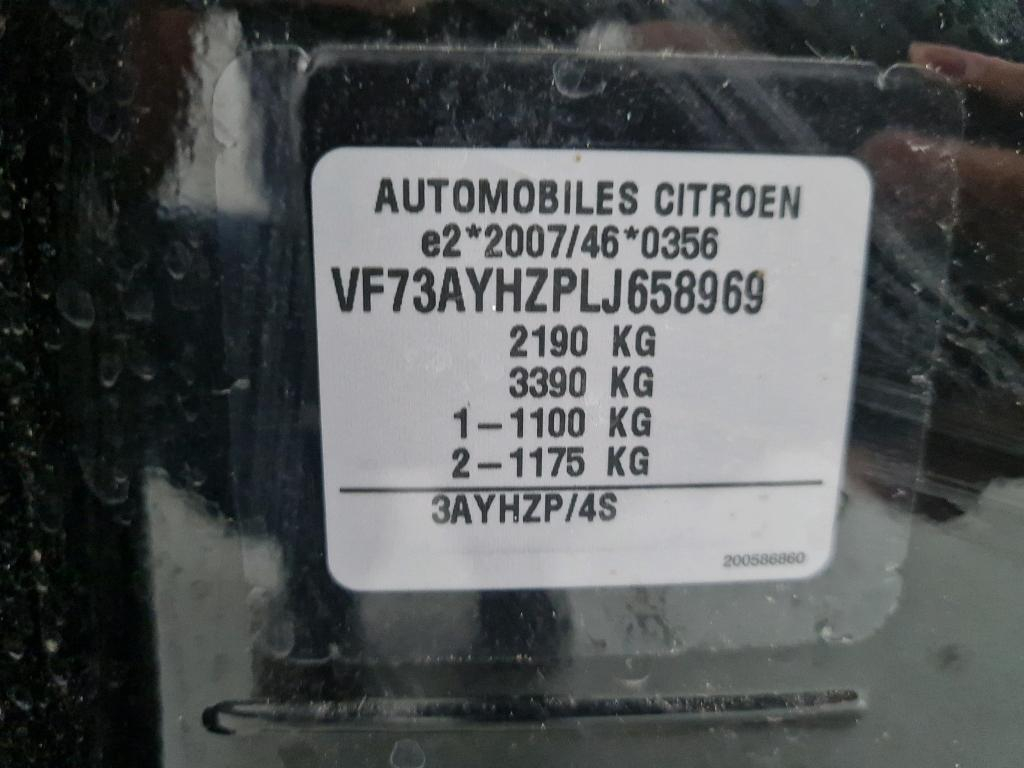 AUTOMOBILES CITROEN
e2*2007/46*0356
VF73AYHZPLJ658969
2190 KG
3390 KG
1-1100 KG
2-1175 KG
3AYHZP/4S
200586860